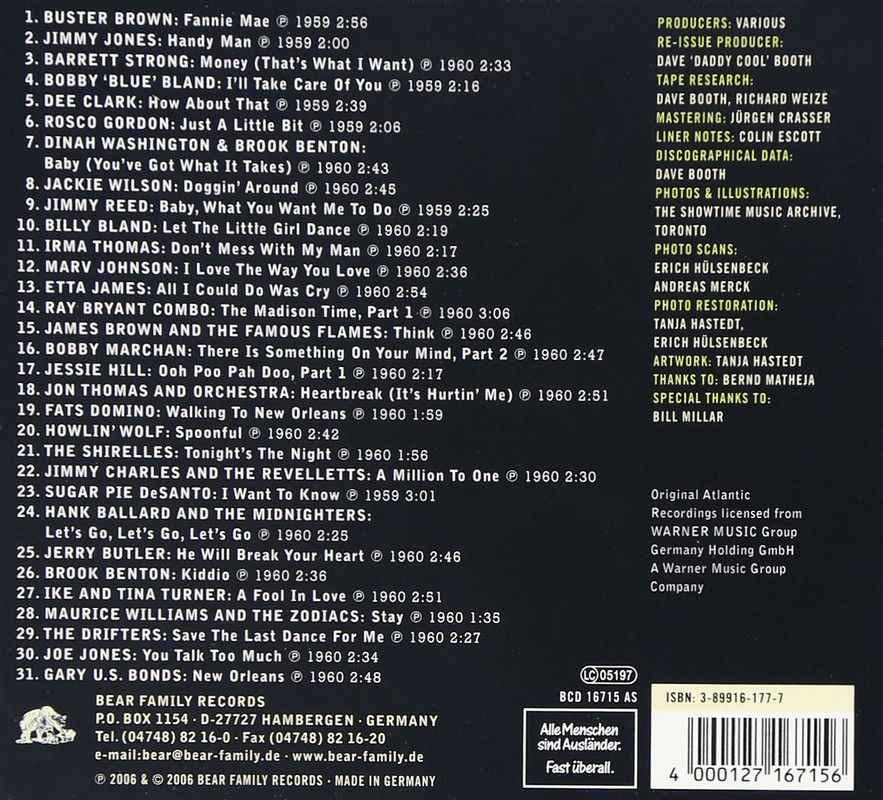 1. BUSTER BROWN: Fannie Mae ℗ 1959 2:56
2. JIMMY JONES: Handy Man ℗ 1959 2:00
3. BARRETT STRONG: Money (That's What I Want) ℗ 1960 2:33
4. BOBBY 'BLUE' BLAND: I'll Take Care Of You ℗ 1959 2:16
5. DEE CLARK: How About That ℗ 1959 2:39
6. ROSCO GORDON: Just A Little Bit ℗ 1959 2:06
7. DINAH WASHINGTON & BROOK BENTON:
Baby (You've Got What It Takes) ℗ 1960 2:43
8. JACKIE WILSON: Doggin' Around ℗ 1960 2:45
9. JIMMY REED: Baby, What You Want Me To Do ℗ 1959 2:25
10. BILLY BLAND: Let The Little Girl Dance ℗ 1960 2:19
11. IRMA THOMAS: Don't Mess With My Man ℗ 1960 2:17
12. MARV JOHNSON: I Love The Way You Love ℗ 1960 2:36
13. ETTA JAMES: All I Could Do Was Cry ℗ 1960 2:54
14. RAY BRYANT COMBO: The Madison Time, Part 1 ℗ 1960 3:06
15. JAMES BROWN AND THE FAMOUS FLAMES: Think ℗ 1960 2:46
16. BOBBY MARCHAN: There Is Something On Your Mind, Part 2 ℗ 1960 2:47
17. JESSIE HILL: Ooh Poo Pah Doo, Part 1 ℗ 1960 2:17
18. JON THOMAS AND ORCHESTRA: Heartbreak (It's Hurtin' Me) ℗ 1960 2:51
19. FATS DOMINO: Walking To New Orleans ℗ 1960 1:59
20. HOWLIN' WOLF: Spoonful ℗ 1960 2:42
21. THE SHIRELLES: Tonight's The Night ℗ 1960 1:56
22. JIMMY CHARLES AND THE REVELLETTS: A Million To One ℗ 1960 2:30
23. SUGAR PIE DeSANTO: I Want To Know ℗ 1959 3:01
24. HANK BALLARD AND THE MIDNIGHTERS:
Let's Go, Let's Go, Let's Go ℗ 1960 2:25
25. JERRY BUTLER: He Will Break Your Heart ℗ 1960 2:46
26. BROOK BENTON: Kiddio ℗ 1960 2:36
27. IKE AND TINA TURNER: A Fool In Love ℗ 1960 2:51
28. MAURICE WILLIAMS AND THE ZODIACS: Stay ℗ 1960 1:35
29. THE DRIFTERS: Save The Last Dance For Me ℗ 1960 2:27
30. JOE JONES: You Talk Too Much ℗ 1960 2:34
31. GARY U.S. BONDS: New Orleans ℗ 1960 2:48
PRODUCERS: VARIOUS
RE-ISSUE PRODUCER:
DAVE 'DADDY COOL' BOOTH
TAPE RESEARCH:
DAVE BOOTH, RICHARD WEIZE
MASTERING: JÜRGEN CRASSER
LINER NOTES: COLIN ESCOTT
DISCOGRAPHICAL DATA:
DAVE BOOTH
PHOTOS & ILLUSTRATIONS:
THE SHOWTIME MUSIC ARCHIVE,
TORONTO
PHOTO SCANS:
ERICH HÜLSENBECK
ANDREAS MERCK
PHOTO RESTORATION:
TANJA HASTEDT,
ERICH HÜLSENBECK
ARTWORK: TANJA HASTEDT
THANKS TO: BERND MATHEJA
SPECIAL THANKS TO:
BILL MILLAR
Original Atlantic
Recordings licensed from
WARNER MUSIC Group
Germany Holding GmbH
A Warner Music Group
Company
BEAR FAMILY RECORDS
P.O. BOX 1154 · D-27727 HAMBERGEN · GERMANY
Tel. (04748) 82 16-0 · Fax (04748) 82 16-20
e-mail:bear@bear-family.de · www.bear-family.de
℗ 2006 & © 2006 BEAR FAMILY RECORDS · MADE IN GERMANY
LC 05197
BCD 16715 AS
Alle Menschen
sind Ausländer.
Fast überall.
ISBN: 3-89916-177-7
4 000127 167156